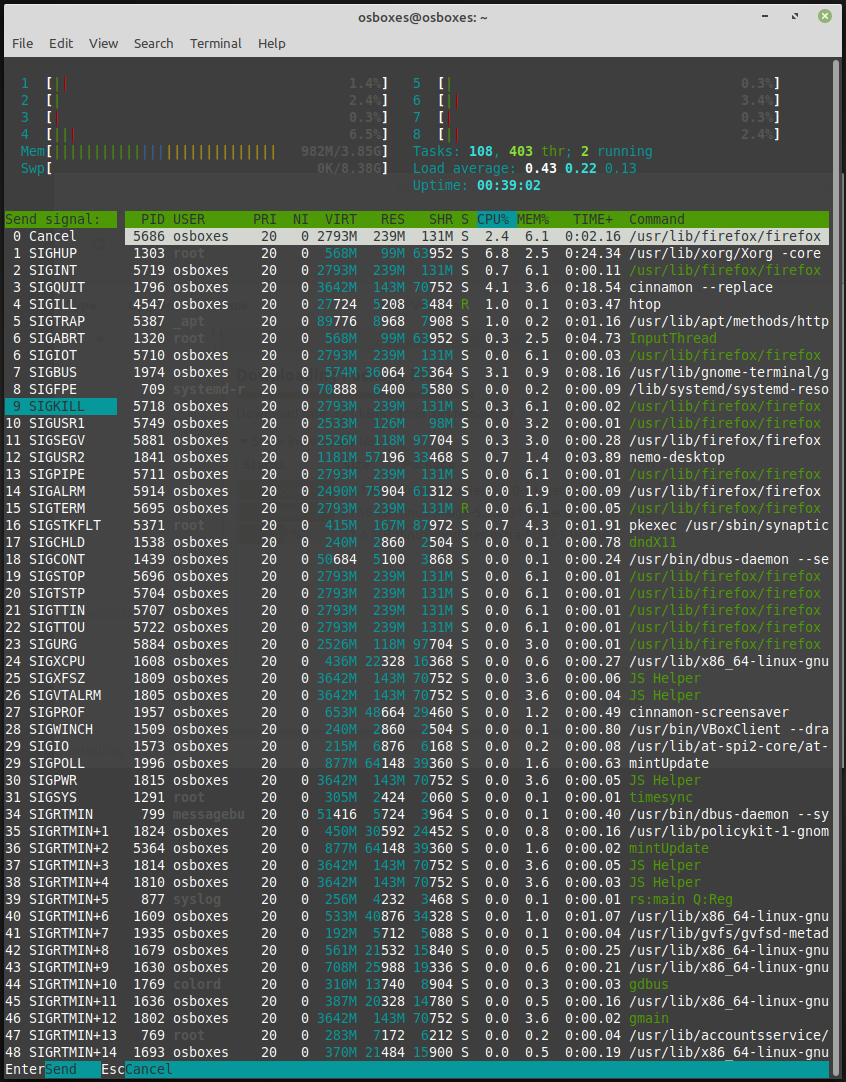 osboxes@osboxes: ~
File Edit View Search Terminal Help
1 [|| 1.4%] 5 [| 0.3%]
2 [| 2.4%] 6 [|| 3.4%]
3 [| 0.3%] 7 [| 0.3%]
4 [||| 6.5%] 8 [|| 2.4%]
Mem[|||||||||||||||||||||||||||| 982M/3.85G] Tasks: 108, 403 thr; 2 running
Swp[ 0K/8.38G] Load average: 0.43 0.22 0.13
Uptime: 00:39:02
Send signal: PID USER PRI NI VIRT RES SHR S CPU% MEM% TIME+ Command
0 Cancel 5686 osboxes 20 0 2793M 239M 131M S 2.4 6.1 0:02.16 /usr/lib/firefox/firefox
1 SIGHUP 1303 root 20 0 568M 99M 63952 S 6.8 2.5 0:24.34 /usr/lib/xorg/Xorg -core
2 SIGINT 5719 osboxes 20 0 2793M 239M 131M S 0.7 6.1 0:00.11 /usr/lib/firefox/firefox
3 SIGQUIT 1796 osboxes 20 0 3642M 143M 70752 S 4.1 3.6 0:18.54 cinnamon --replace
4 SIGILL 4547 osboxes 20 0 27724 5208 3484 R 1.0 0.1 0:03.47 htop
5 SIGTRAP 5387 _apt 20 0 89776 8968 7908 S 1.0 0.2 0:01.16 /usr/lib/apt/methods/http
6 SIGABRT 1320 root 20 0 568M 99M 63952 S 0.3 2.5 0:04.73 InputThread
6 SIGIOT 5710 osboxes 20 0 2793M 239M 131M S 0.0 6.1 0:00.03 /usr/lib/firefox/firefox
7 SIGBUS 1974 osboxes 20 0 574M 36064 25364 S 3.1 0.9 0:08.16 /usr/lib/gnome-terminal/g
8 SIGFPE 709 systemd-r 20 0 70888 6400 5580 S 0.0 0.2 0:00.09 /lib/systemd/systemd-reso
9 SIGKILL 5718 osboxes 20 0 2793M 239M 131M S 0.3 6.1 0:00.02 /usr/lib/firefox/firefox
10 SIGUSR1 5749 osboxes 20 0 2533M 126M 98M S 0.0 3.2 0:00.01 /usr/lib/firefox/firefox
11 SIGSEGV 5881 osboxes 20 0 2526M 118M 97704 S 0.3 3.0 0:00.28 /usr/lib/firefox/firefox
12 SIGUSR2 1841 osboxes 20 0 1181M 57196 33468 S 0.7 1.4 0:03.89 nemo-desktop
13 SIGPIPE 5711 osboxes 20 0 2793M 239M 131M S 0.0 6.1 0:00.01 /usr/lib/firefox/firefox
14 SIGALRM 5914 osboxes 20 0 2490M 75904 61312 S 0.0 1.9 0:00.09 /usr/lib/firefox/firefox
15 SIGTERM 5695 osboxes 20 0 2793M 239M 131M R 0.0 6.1 0:00.05 /usr/lib/firefox/firefox
16 SIGSTKFLT 5371 root 20 0 415M 167M 87972 S 0.7 4.3 0:01.91 pkexec /usr/sbin/synaptic
17 SIGCHLD 1538 osboxes 20 0 240M 2860 2504 S 0.0 0.1 0:00.78 dndX11
18 SIGCONT 1439 osboxes 20 0 50684 5100 3868 S 0.0 0.1 0:00.24 /usr/bin/dbus-daemon --se
19 SIGSTOP 5696 osboxes 20 0 2793M 239M 131M S 0.0 6.1 0:00.01 /usr/lib/firefox/firefox
20 SIGTSTP 5704 osboxes 20 0 2793M 239M 131M S 0.0 6.1 0:00.01 /usr/lib/firefox/firefox
21 SIGTTIN 5707 osboxes 20 0 2793M 239M 131M S 0.0 6.1 0:00.01 /usr/lib/firefox/firefox
22 SIGTTOU 5722 osboxes 20 0 2793M 239M 131M S 0.0 6.1 0:00.01 /usr/lib/firefox/firefox
23 SIGURG 5884 osboxes 20 0 2526M 118M 97704 S 0.0 3.0 0:00.01 /usr/lib/firefox/firefox
24 SIGXCPU 1608 osboxes 20 0 436M 22328 16368 S 0.0 0.6 0:00.27 /usr/lib/x86_64-linux-gnu
25 SIGXFSZ 1809 osboxes 20 0 3642M 143M 70752 S 0.0 3.6 0:00.06 JS Helper
26 SIGVTALRM 1805 osboxes 20 0 3642M 143M 70752 S 0.0 3.6 0:00.04 JS Helper
27 SIGPROF 1957 osboxes 20 0 653M 48664 29460 S 0.0 1.2 0:00.49 cinnamon-screensaver
28 SIGWINCH 1509 osboxes 20 0 240M 2860 2504 S 0.0 0.1 0:00.80 /usr/bin/VBoxClient --dra
29 SIGIO 1573 osboxes 20 0 215M 6876 6168 S 0.0 0.2 0:00.08 /usr/lib/at-spi2-core/at-
29 SIGPOLL 1996 osboxes 20 0 877M 64148 39360 S 0.0 1.6 0:00.63 mintUpdate
30 SIGPWR 1815 osboxes 20 0 3642M 143M 70752 S 0.0 3.6 0:00.05 JS Helper
31 SIGSYS 1291 root 20 0 305M 2424 2060 S 0.0 0.1 0:00.01 timesync
34 SIGRTMIN 799 messagebu 20 0 51416 5724 3964 S 0.0 0.1 0:00.40 /usr/bin/dbus-daemon --sy
35 SIGRTMIN+1 1824 osboxes 20 0 450M 30592 24452 S 0.0 0.8 0:00.16 /usr/lib/policykit-1-gnom
36 SIGRTMIN+2 5364 osboxes 20 0 877M 64148 39360 S 0.0 1.6 0:00.02 mintUpdate
37 SIGRTMIN+3 1814 osboxes 20 0 3642M 143M 70752 S 0.0 3.6 0:00.05 JS Helper
38 SIGRTMIN+4 1810 osboxes 20 0 3642M 143M 70752 S 0.0 3.6 0:00.03 JS Helper
39 SIGRTMIN+5 877 syslog 20 0 256M 4232 3468 S 0.0 0.1 0:00.01 rs:main Q:Reg
40 SIGRTMIN+6 1609 osboxes 20 0 533M 40876 34328 S 0.0 1.0 0:01.07 /usr/lib/x86_64-linux-gnu
41 SIGRTMIN+7 1935 osboxes 20 0 192M 5712 5088 S 0.0 0.1 0:00.04 /usr/lib/gvfs/gvfsd-metad
42 SIGRTMIN+8 1679 osboxes 20 0 561M 21532 15840 S 0.0 0.5 0:00.25 /usr/lib/x86_64-linux-gnu
43 SIGRTMIN+9 1630 osboxes 20 0 708M 25988 19336 S 0.0 0.6 0:00.21 /usr/lib/x86_64-linux-gnu
44 SIGRTMIN+10 1769 colord 20 0 310M 13740 8904 S 0.0 0.3 0:00.03 gdbus
45 SIGRTMIN+11 1636 osboxes 20 0 387M 20328 14780 S 0.0 0.5 0:00.16 /usr/lib/x86_64-linux-gnu
46 SIGRTMIN+12 1802 osboxes 20 0 3642M 143M 70752 S 0.0 3.6 0:00.02 gmain
47 SIGRTMIN+13 769 root 20 0 283M 7172 6212 S 0.0 0.2 0:00.04 /usr/lib/accountsservice/
48 SIGRTMIN+14 1693 osboxes 20 0 370M 21484 15900 S 0.0 0.5 0:00.19 /usr/lib/x86_64-linux-gnu
EnterSend EscCancel